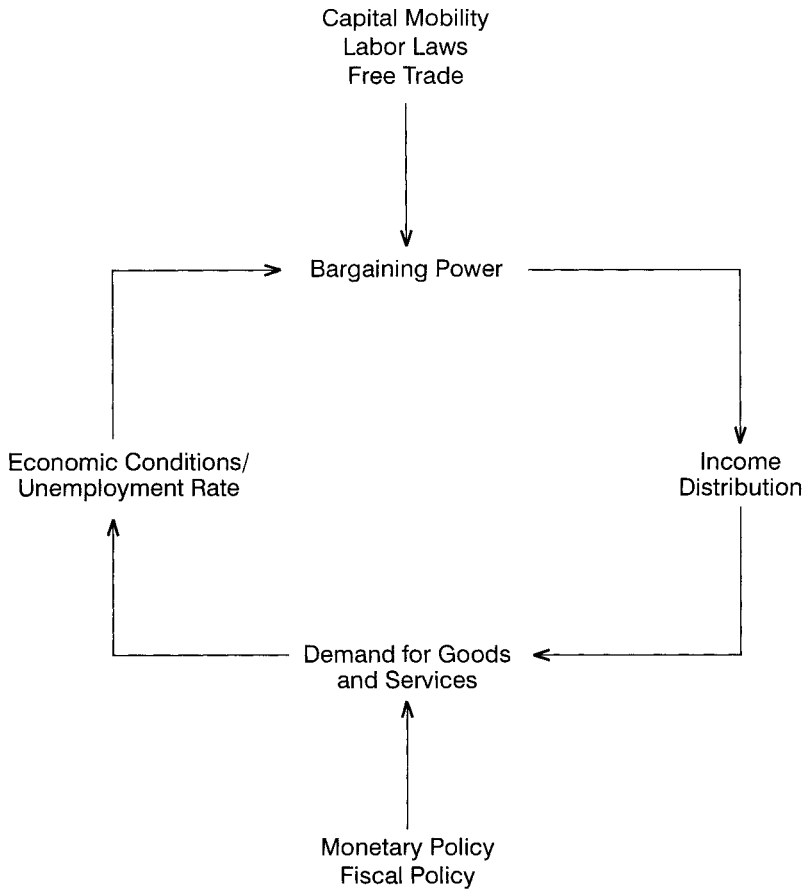 Capital Mobility
Labor Laws
Free Trade
Bargaining Power
Economic Conditions/
Unemployment Rate
Income
Distribution
Demand for Goods
and Services
Monetary Policy
Fiscal Policy